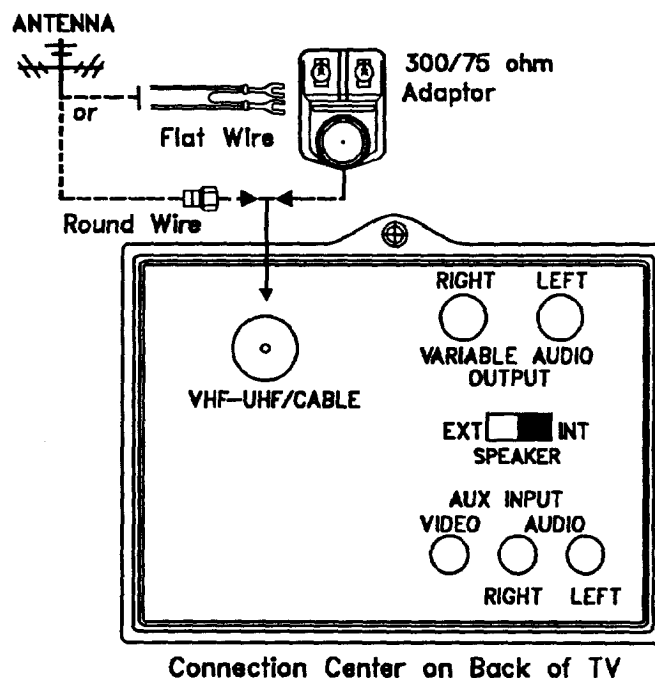 ANTENNA
300/75 ohm
Adaptor
or
Flat Wire
Round Wire
RIGHT LEFT
VARIABLE AUDIO
OUTPUT
VHF-UHF/CABLE
EXT INT
SPEAKER
AUX INPUT
VIDEO AUDIO
RIGHT LEFT
Connection Center on Back of TV